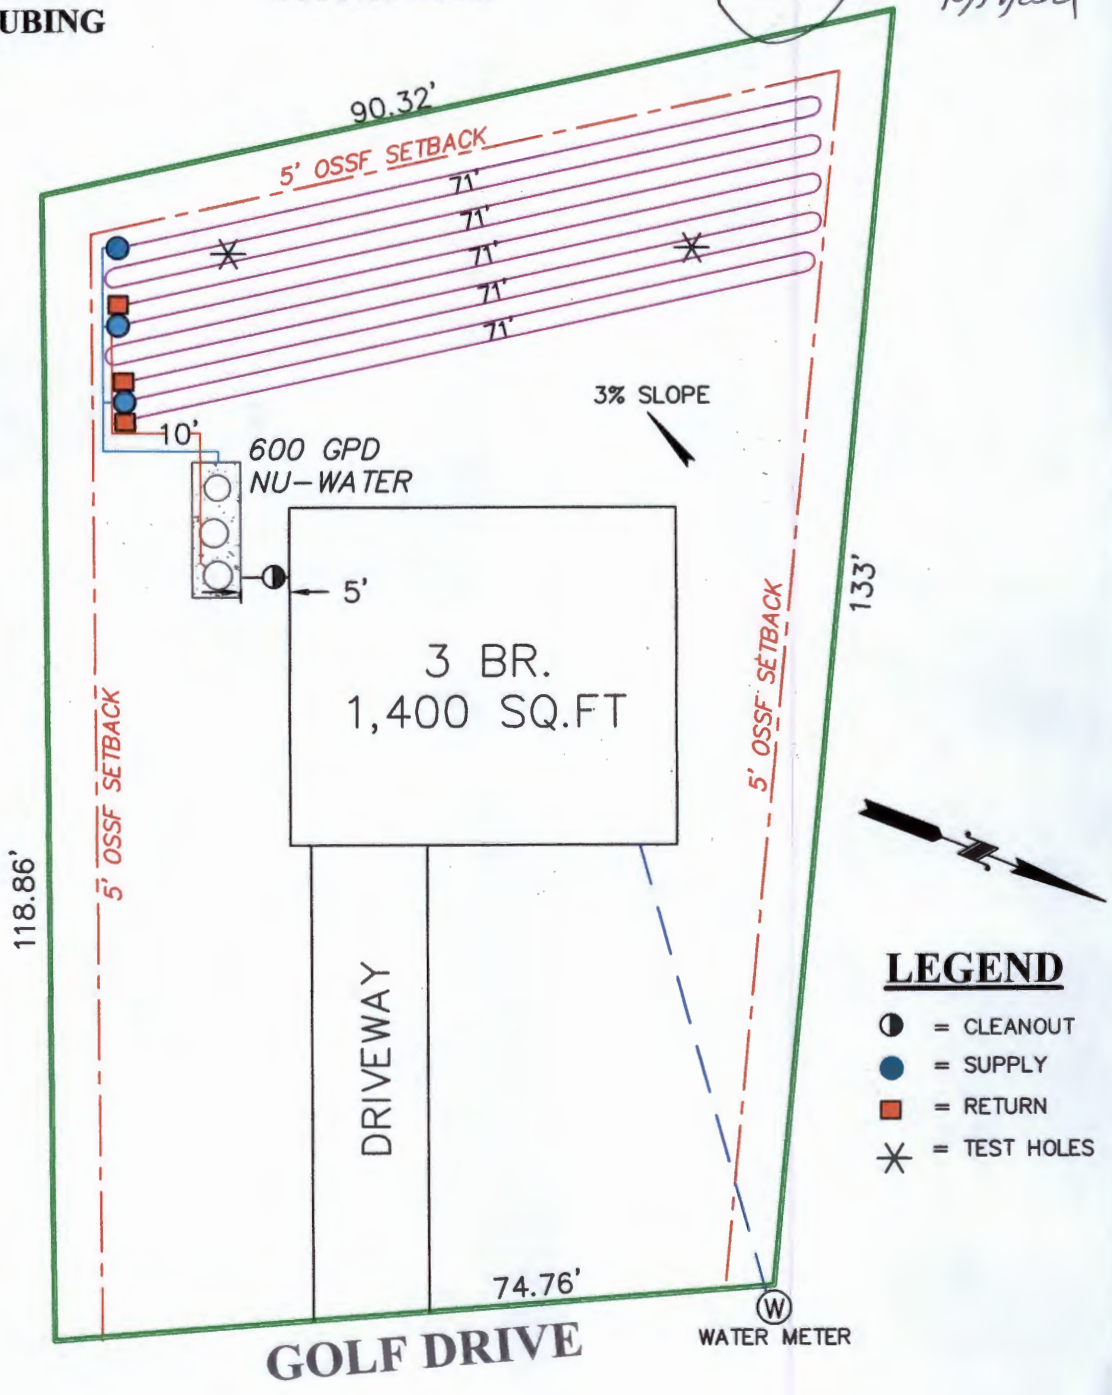 UBING
90.32'
5' OSSF SETBACK
71'
71'
71'
71'
71'
3% SLOPE
10'
600 GPD
NU-WATER
5'
3 BR.
1,400 SQ.FT
133'
5' OSSF SETBACK
5' OSSF SETBACK
118.86'
DRIVEWAY
LEGEND
= CLEANOUT
= SUPPLY
= RETURN
= TEST HOLES
74.76'
W
WATER METER
GOLF DRIVE